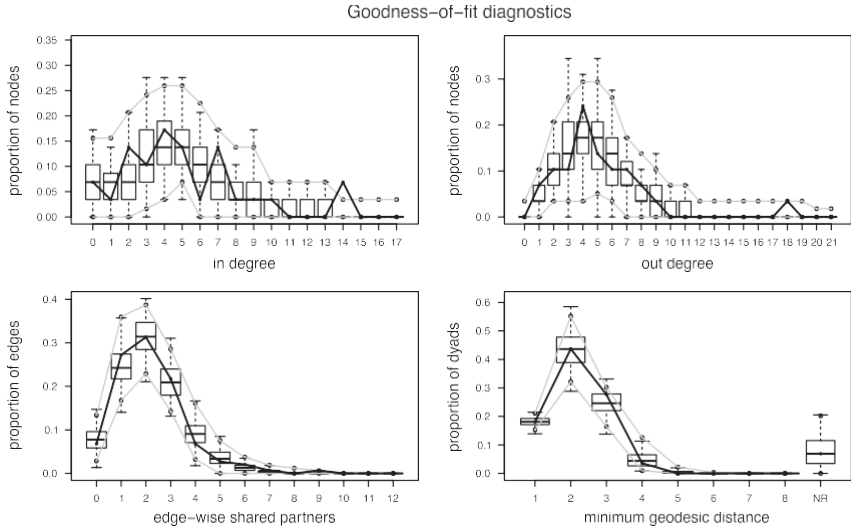 Goodness-of-fit diagnostics
proportion of nodes
0.35
0.30
0.25
0.20
0.15
0.10
0.05
0.00
0 1 2 3 4 5 6 7 8 9 10 11 12 13 14 15 16 17
in degree
proportion of nodes
0.3
0.2
0.1
0.0
0 1 2 3 4 5 6 7 8 9 10 11 12 13 14 15 16 17 18 19 20 21
out degree
proportion of edges
0.4
0.3
0.2
0.1
0.0
0 1 2 3 4 5 6 7 8 9 10 11 12
edge-wise shared partners
proportion of dyads
0.6
0.5
0.4
0.3
0.2
0.1
0.0
1 2 3 4 5 6 7 8 NR
minimum geodesic distance